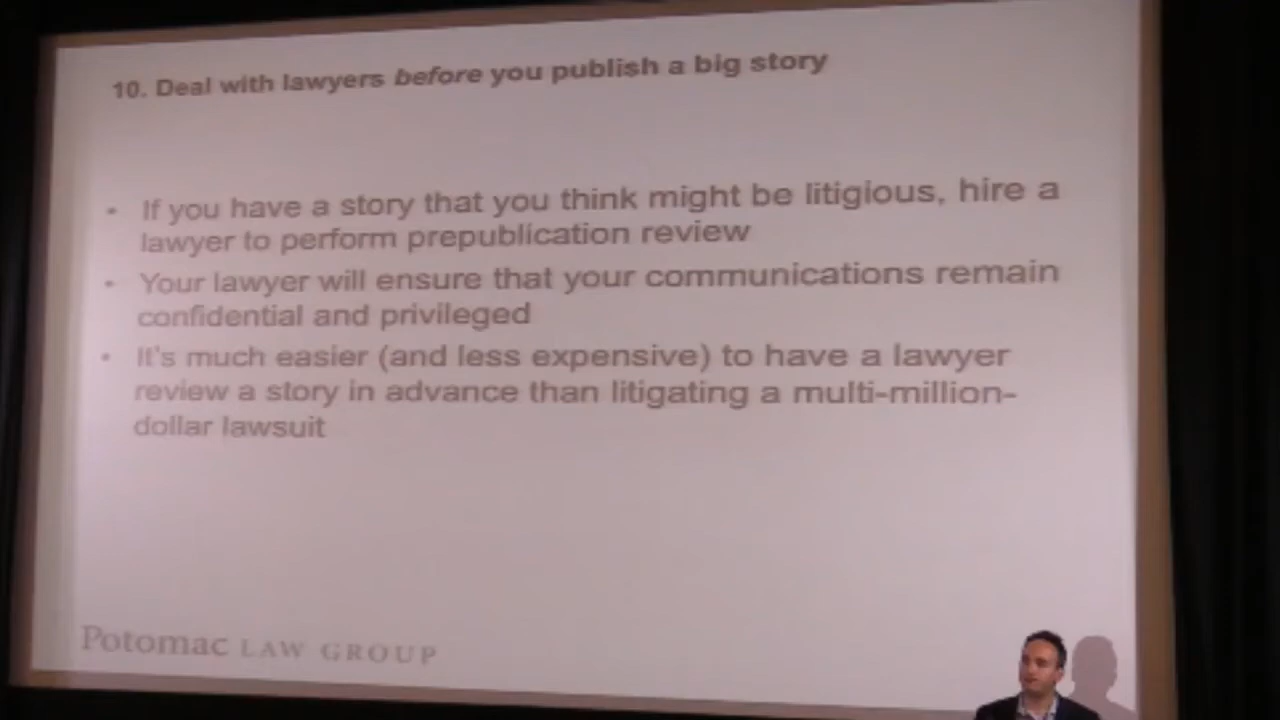 10. Deal with lawyers before you publish a big story
• If you have a story that you think might be litigious, hire a
lawyer to perform prepublication review
• Your lawyer will ensure that your communications remain
confidential and privileged
• It's much easier (and less expensive) to have a lawyer
review a story in advance than litigating a multi-million-
dollar lawsuit
Potomac LAW GROUP